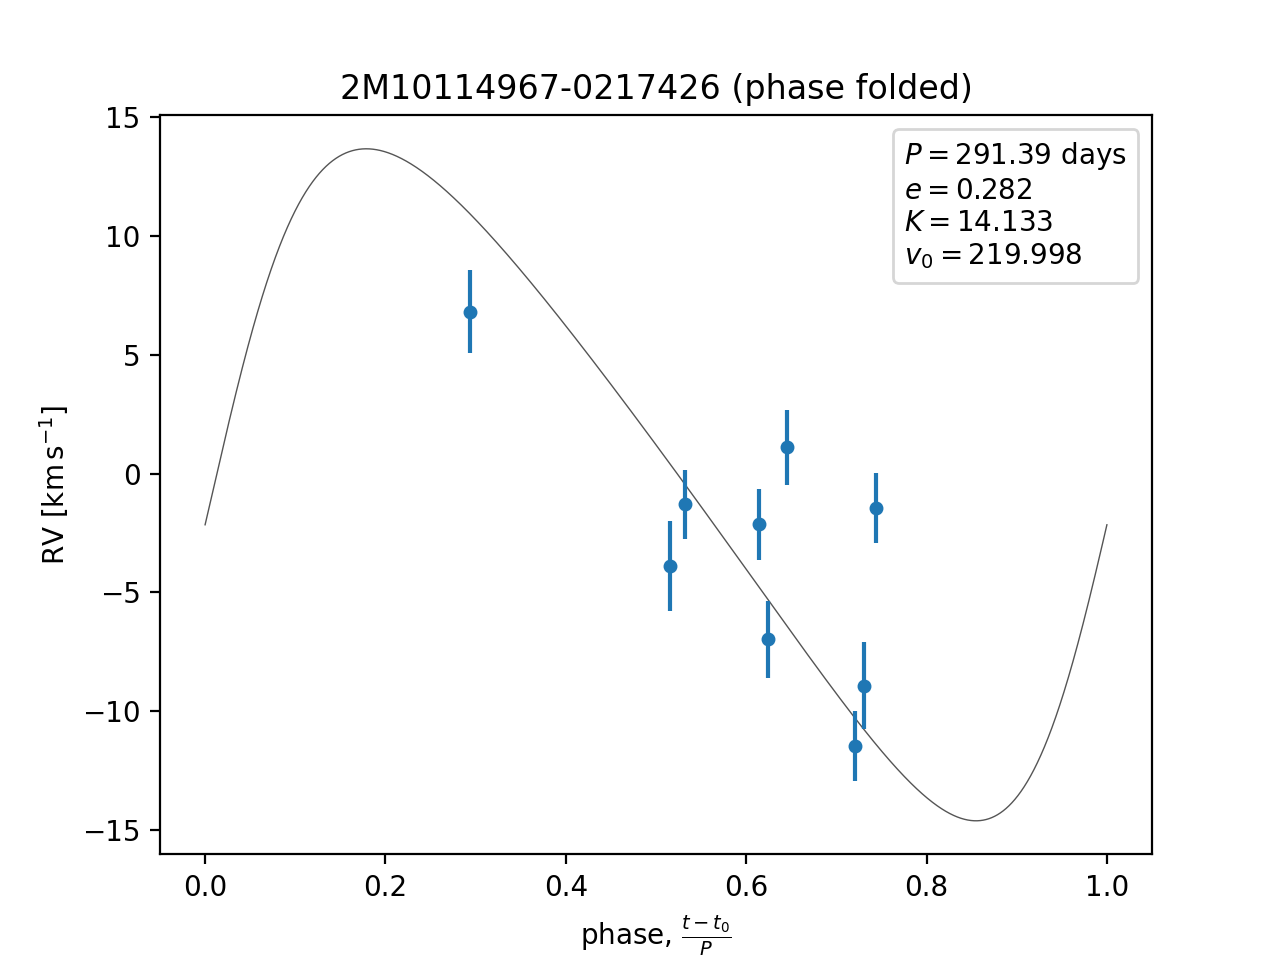 2M10114967-0217426 (phase folded)
P = 291.39 days
e = 0.282
K = 14.133
v₀ = 219.998
15
10
5
0
−5
−10
−15
RV [km s⁻¹]
0.0 0.2 0.4 0.6 0.8 1.0
phase, (t − t₀)/P